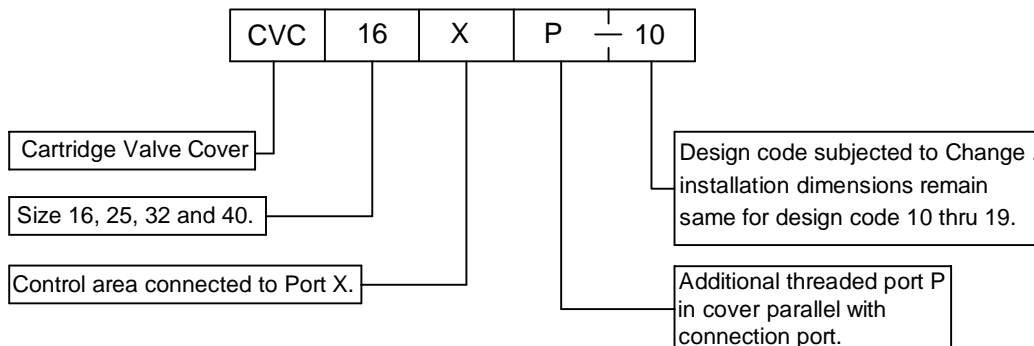 CVC 16 X P - 10
Cartridge Valve Cover
Size 16, 25, 32 and 40.
Control area connected to Port X.
Design code subjected to Change .
installation dimensions remain
same for design code 10 thru 19.
Additional threaded port P
in cover parallel with
connection port.